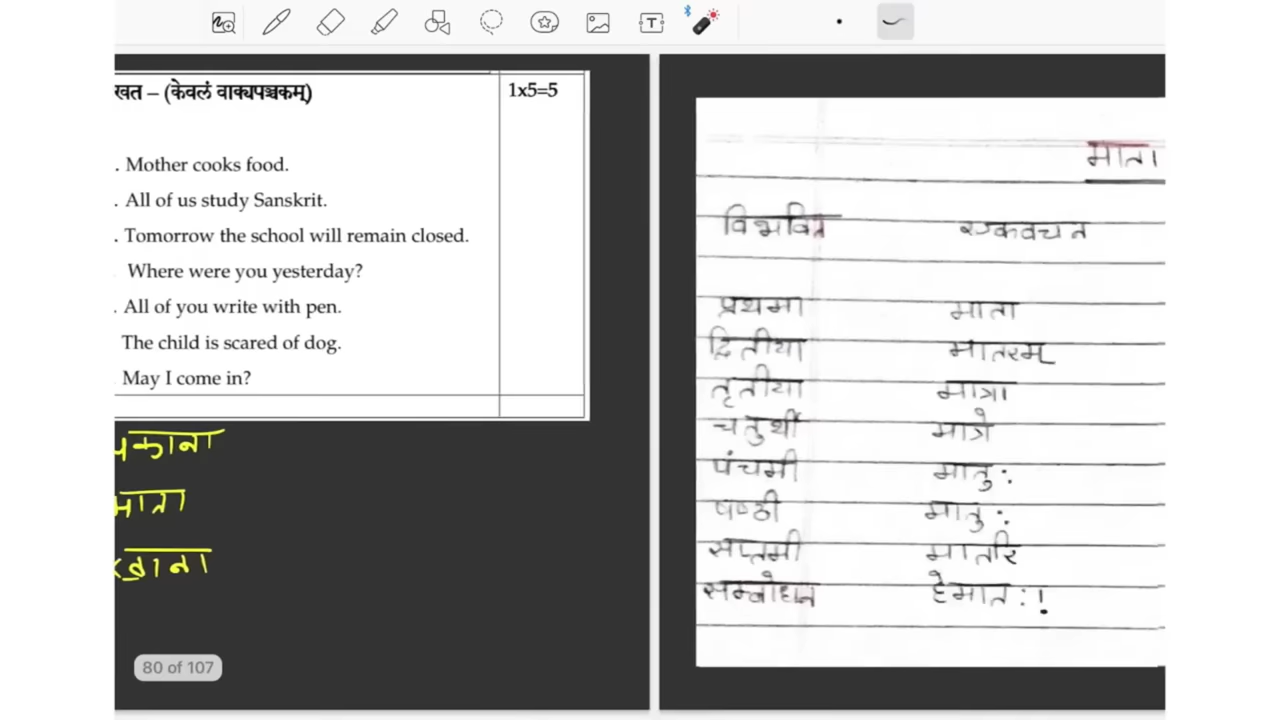 खत – (केवलं वाक्यपञ्चकम्)
1x5=5
. Mother cooks food.
. All of us study Sanskrit.
. Tomorrow the school will remain closed.
Where were you yesterday?
. All of you write with pen.
The child is scared of dog.
May I come in?
पकाना
माता
खाना
80 of 107
माता
विभक्ति एकवचन
प्रथमा माता
द्वितीया मातरम्
तृतीया मात्रा
चतुर्थी मात्रे
पंचमी मातु:
षष्ठी मातु:
सप्तमी मातरि
सम्बोधन हेमात:!